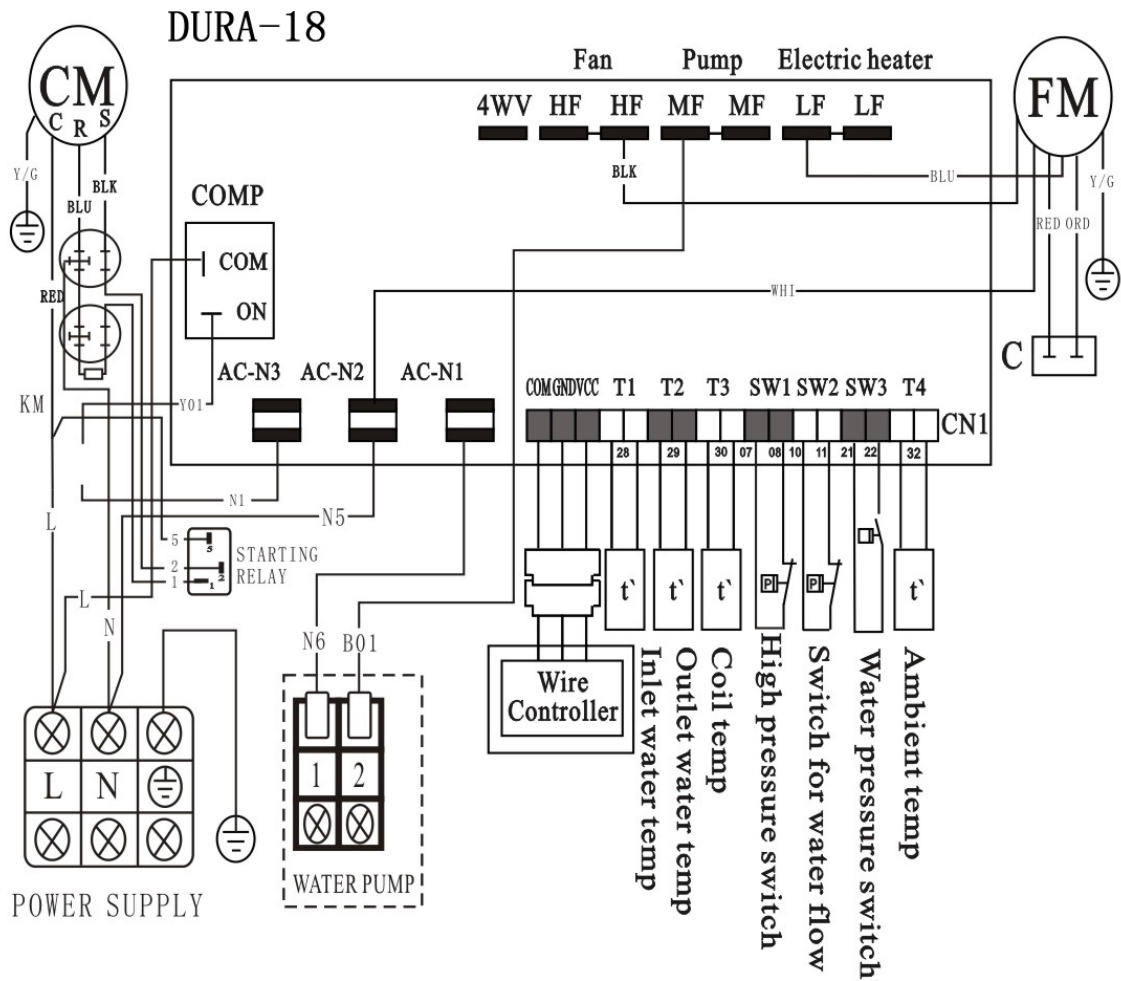 DURA-18
CM
C R S
FM
Fan Pump Electric heater
4WV HF HF MF MF LF LF
Y/G
BLK
BLU
BLK
BLU
Y/G
RED ORD
COMP
COM
ON
RED
WHI
C
AC-N3 AC-N2 AC-N1
COM GND VCC T1 T2 T3 SW1 SW2 SW3 T4
KM
Y01
CN1
28 29 30 07 08 10 11 21 22 32
N1
L
N5
5
5
STARTING
RELAY
2
2
1
1
L
N
P
P
t`
t`
t`
t`
N6 B01
Wire
Controller
Inlet water temp
Outlet water temp
Coil temp
High pressure switch
Switch for water flow
Water pressure switch
Ambient temp
L N
1 2
WATER PUMP
POWER SUPPLY